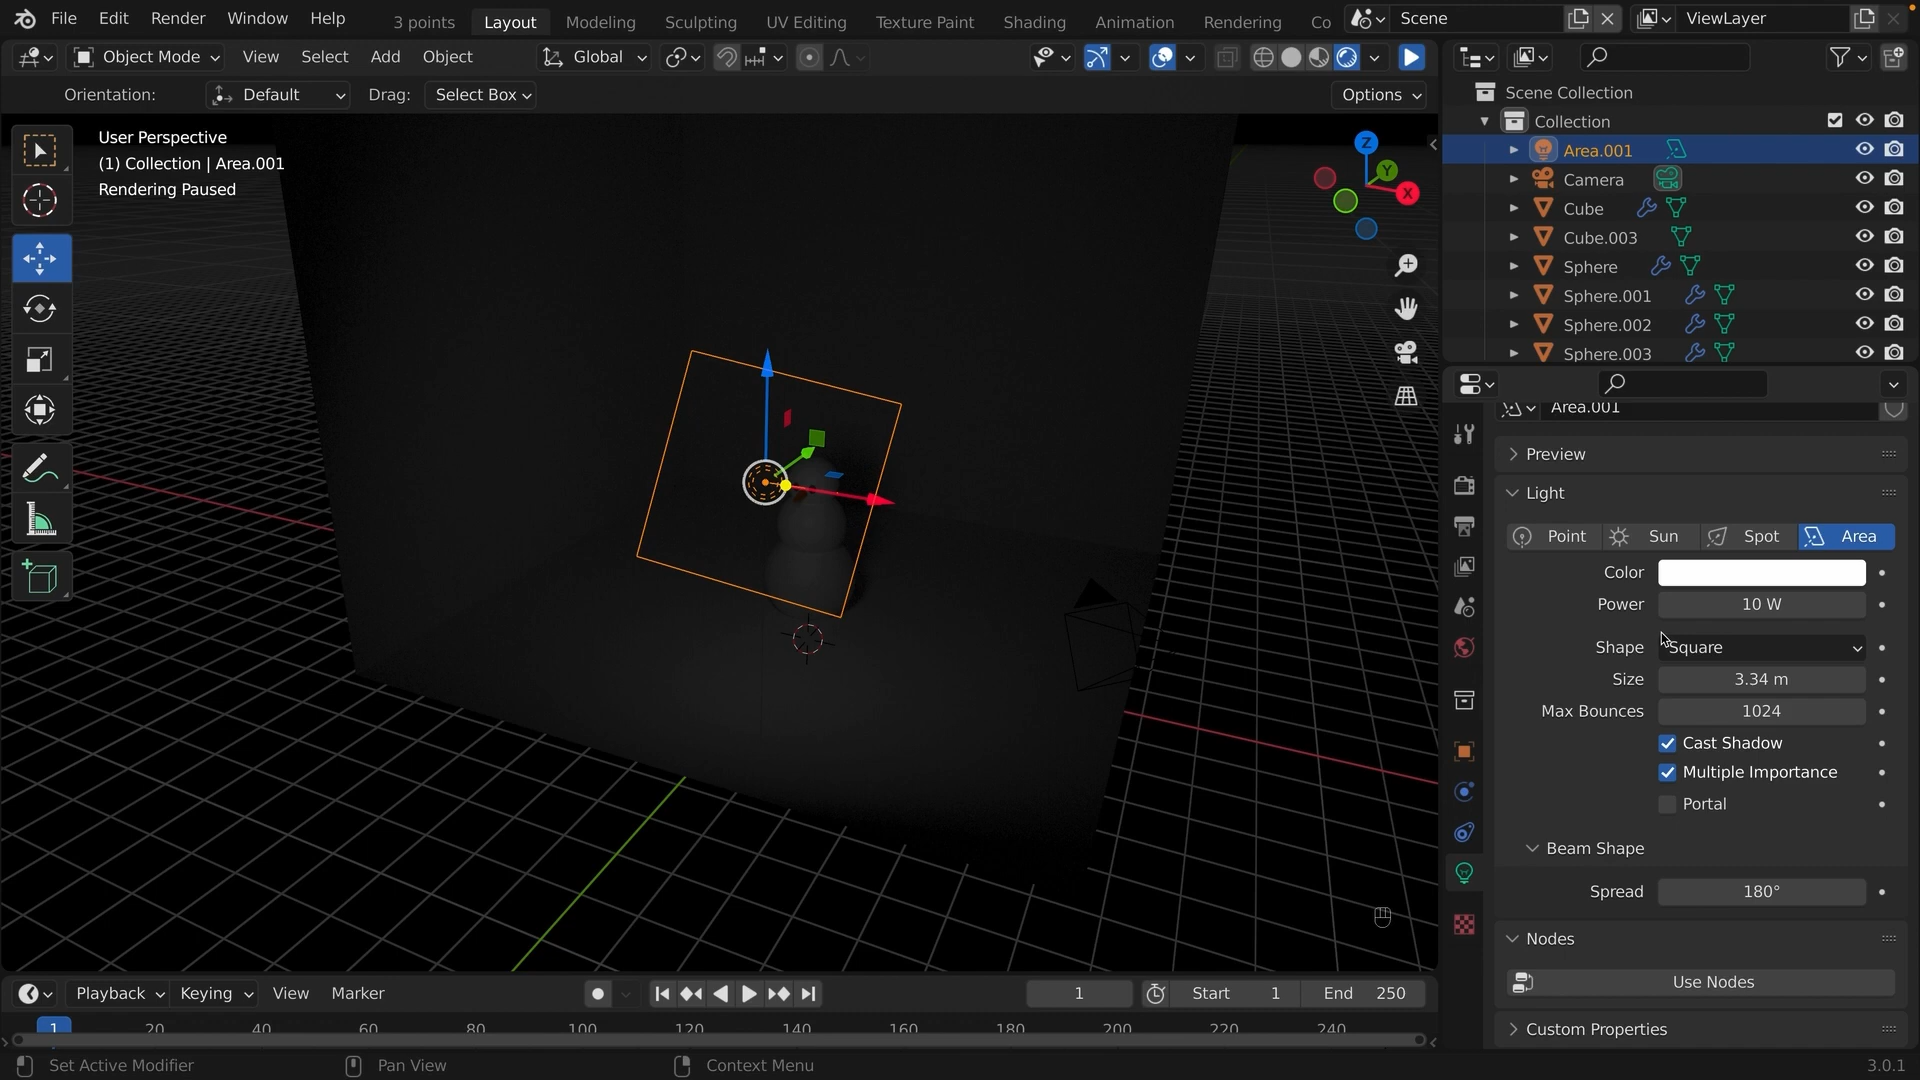 File Edit Render Window Help
3 points Layout Modeling Sculpting UV Editing Texture Paint Shading Animation Rendering Co
Scene
ViewLayer
Object Mode View Select Add Object
Global
Orientation: Default Drag: Select Box
Options
User Perspective
(1) Collection | Area.001
Rendering Paused
Z
Y
X
Scene Collection
Collection
Area.001
Camera
Cube
Cube.003
Sphere
Sphere.001
Sphere.002
Sphere.003
Area.001
Preview
Light
Point Sun Spot Area
Color
Power 10 W
Shape Square
Size 3.34 m
Max Bounces 1024
Cast Shadow
Multiple Importance
Portal
Beam Shape
Spread 180°
Nodes
Use Nodes
Custom Properties
Playback Keying View Marker
1
Start 1
End 250
1 20 40 60 80 100 120 140 160 180 200 220 240
Set Active Modifier
Pan View
Context Menu
3.0.1